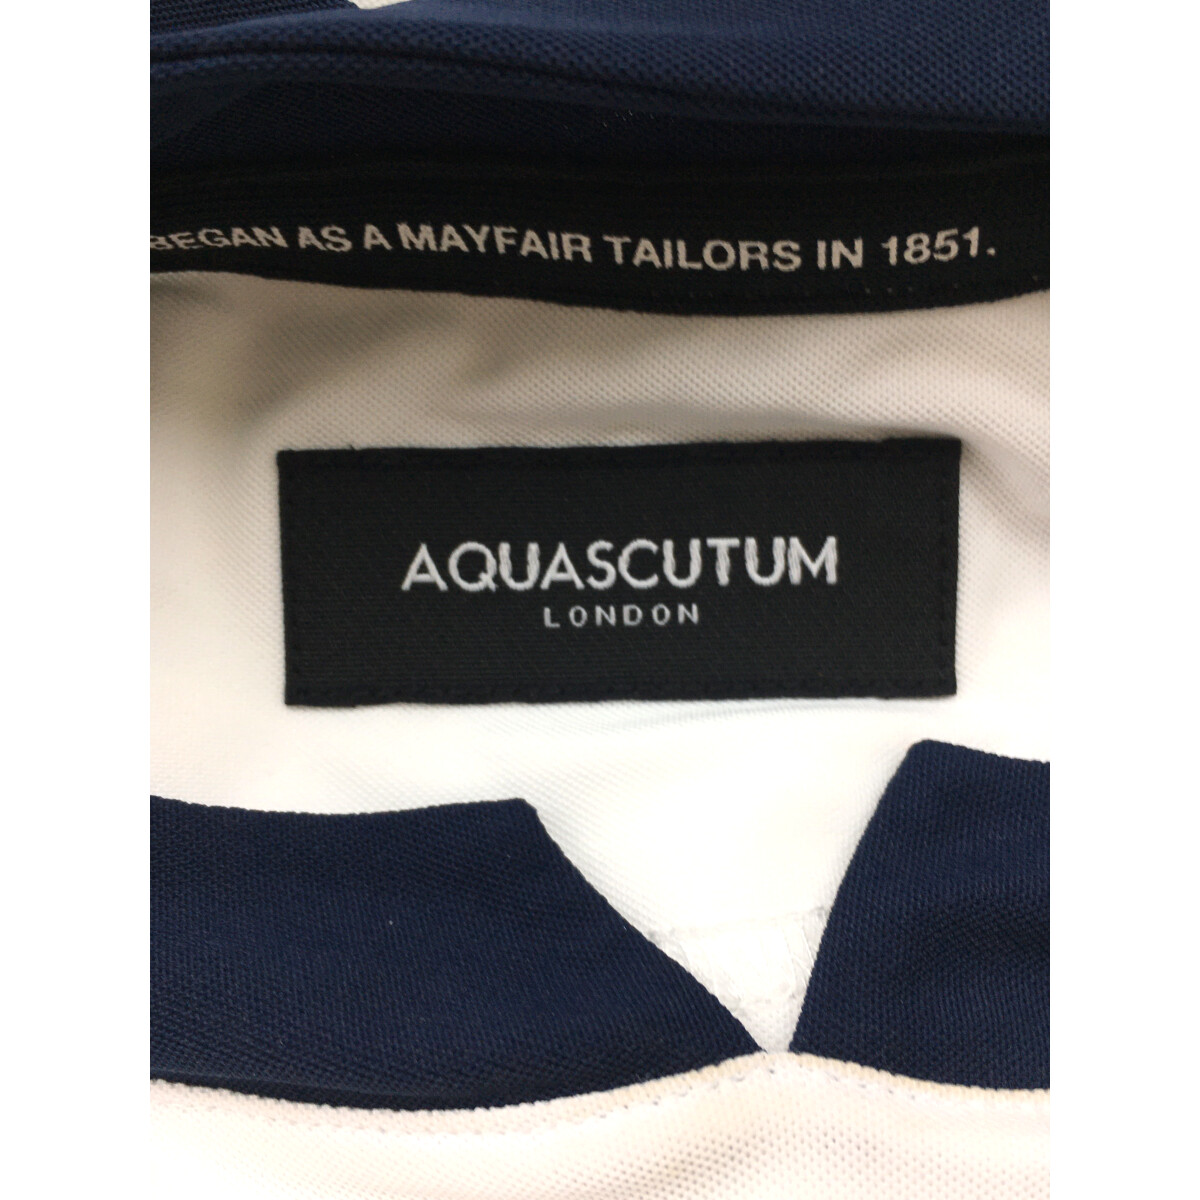 BEGAN AS A MAYFAIR TAILORS IN 1851.
AQUASCUTUM
LONDON